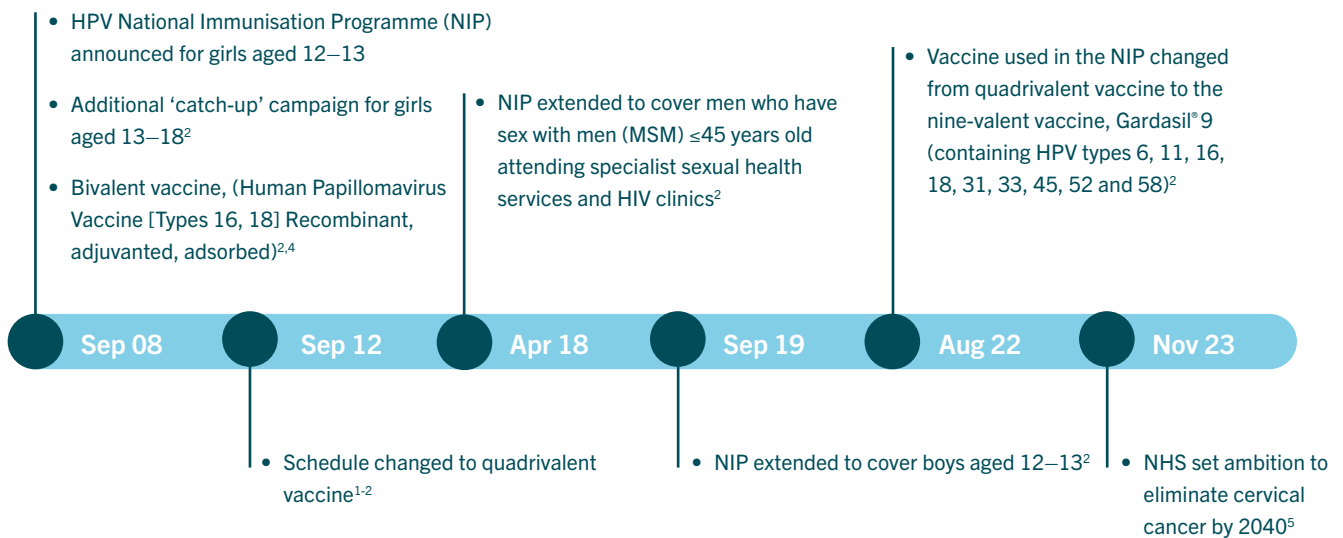 • HPV National Immunisation Programme (NIP)
announced for girls aged 12–13
• Additional ‘catch-up’ campaign for girls
aged 13–18²
• Bivalent vaccine, (Human Papillomavirus
Vaccine [Types 16, 18] Recombinant,
adjuvanted, adsorbed)²,⁴
• NIP extended to cover men who have
sex with men (MSM) ≤45 years old
attending specialist sexual health
services and HIV clinics²
• Vaccine used in the NIP changed
from quadrivalent vaccine to the
nine-valent vaccine, Gardasil®9
(containing HPV types 6, 11, 16,
18, 31, 33, 45, 52 and 58)²
Sep 08
Sep 12
Apr 18
Sep 19
Aug 22
Nov 23
• Schedule changed to quadrivalent
vaccine¹-²
• NIP extended to cover boys aged 12–13²
• NHS set ambition to
eliminate cervical
cancer by 2040⁵